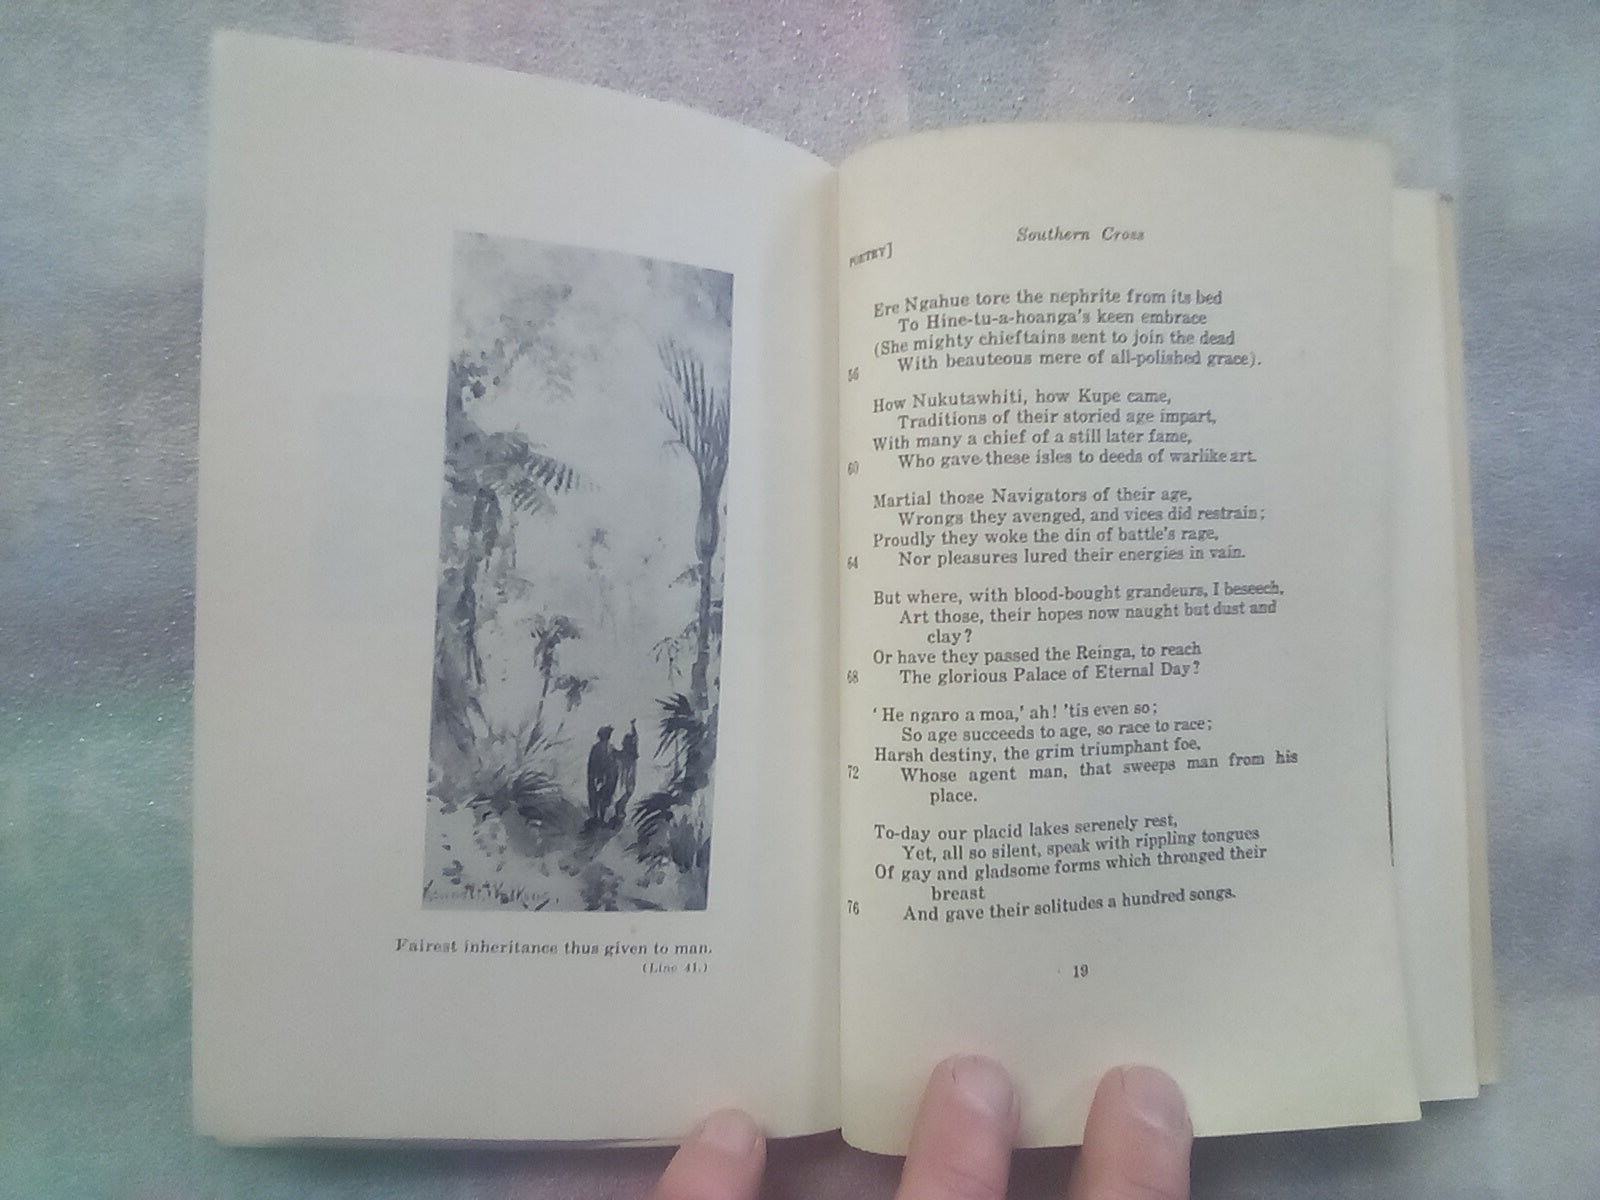 Fairest inheritance thus given to man.
(Line 41.)
Southern Cross
POETRY]
Ere Ngahue tore the nephrite from its bed
To Hine-tu-a-hoanga's keen embrace
(She mighty chieftains sent to join the dead
56 With beauteous mere of all-polished grace).
How Nukutawhiti, how Kupe came,
Traditions of their storied age impart,
With many a chief of a still later fame,
60 Who gave these isles to deeds of warlike art.
Martial those Navigators of their age,
Wrongs they avenged, and vices did restrain;
Proudly they woke the din of battle's rage,
64 Nor pleasures lured their energies in vain.
But where, with blood-bought grandeurs, I beseech,
Art those, their hopes now naught but dust and
clay?
Or have they passed the Reinga, to reach
68 The glorious Palace of Eternal Day?
'He ngaro a moa,' ah! 'tis even so;
So age succeeds to age, so race to race;
Harsh destiny, the grim triumphant foe,
72 Whose agent man, that sweeps man from his
place.
To-day our placid lakes serenely rest,
Yet, all so silent, speak with rippling tongues
Of gay and gladsome forms which thronged their
breast
76 And gave their solitudes a hundred songs.
19